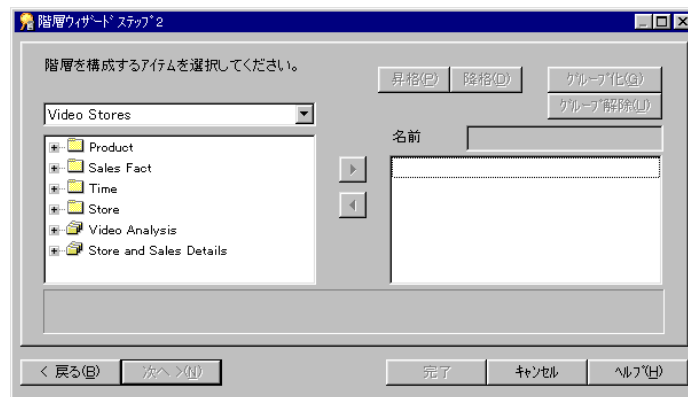 階層ｳｨｻﾞｰﾄﾞ ｽﾃｯﾌﾟ2
階層を構成するｱｲﾃﾑを選択してください。
昇格(P) 降格(D) ｸﾞﾙｰﾌﾟ化(G)
ｸﾞﾙｰﾌﾟ解除(U)
Video Stores
名前
Product
Sales Fact
Time
Store
Video Analysis
Store and Sales Details
< 戻る(B) 次へ >(N) 完了 ｷｬﾝｾﾙ ﾍﾙﾌﾟ(H)